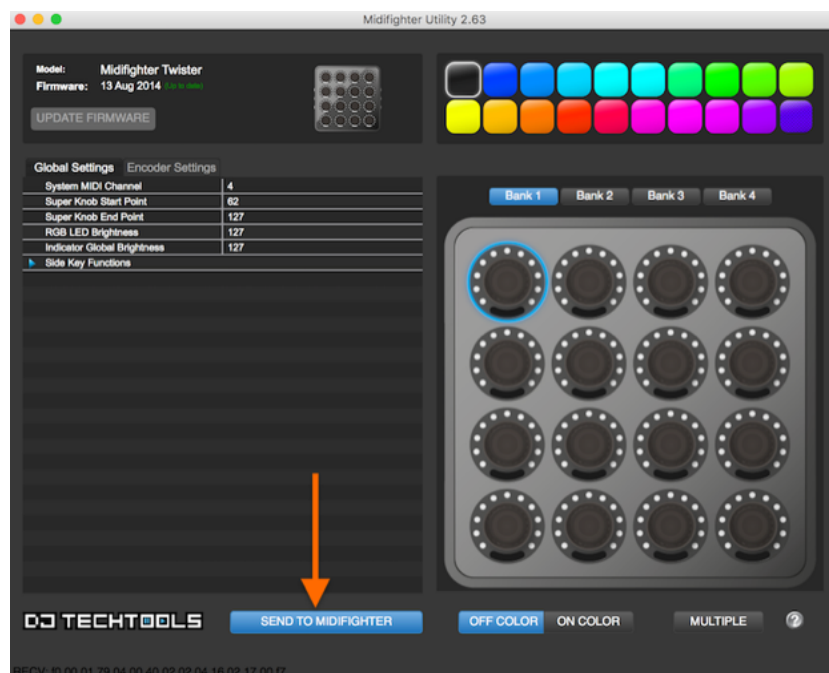 Midifighter Utility 2.63
Model: Midifighter Twister
Firmware: 13 Aug 2014 (Up to date)
UPDATE FIRMWARE
Global Settings Encoder Settings
System MIDI Channel 4
Super Knob Start Point 62
Super Knob End Point 127
RGB LED Brightness 127
Indicator Global Brightness 127
Side Key Functions
Bank 1 Bank 2 Bank 3 Bank 4
DJ TECHTOOLS
SEND TO MIDIFIGHTER
OFF COLOR ON COLOR
MULTIPLE
?